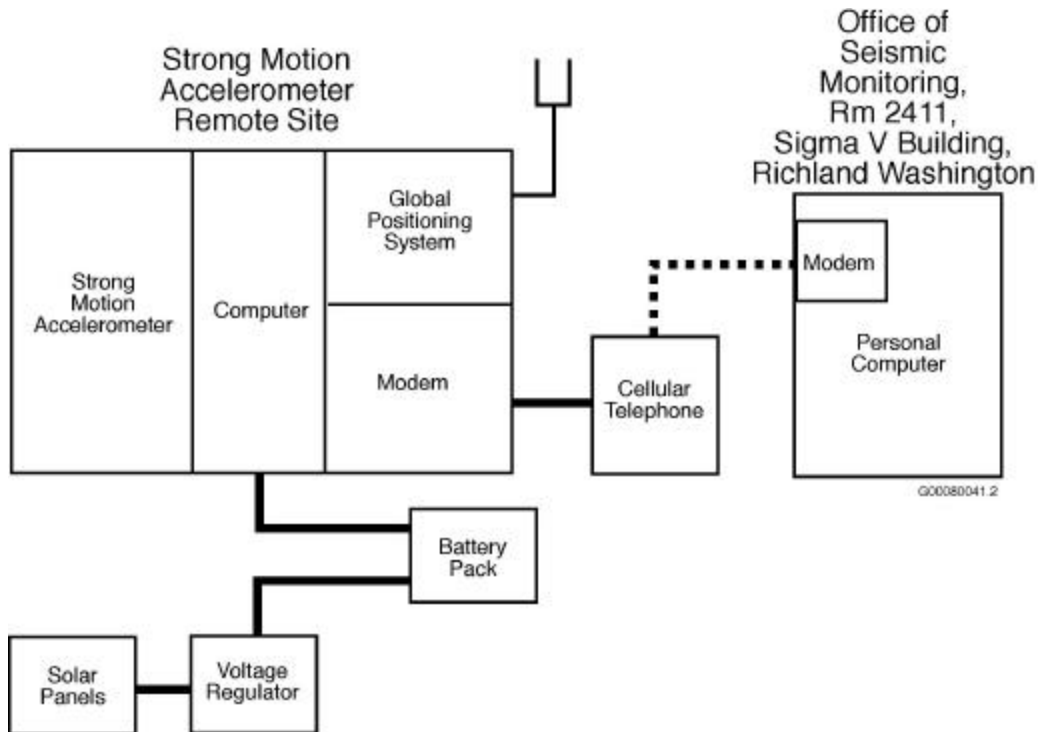 Strong Motion
Accelerometer
Remote Site
Office of
Seismic
Monitoring,
Rm 2411,
Sigma V Building,
Richland Washington
Strong
Motion
Accelerometer
Computer
Global
Positioning
System
Modem
Cellular
Telephone
Modem
Personal
Computer
G00080041.2
Battery
Pack
Solar
Panels
Voltage
Regulator